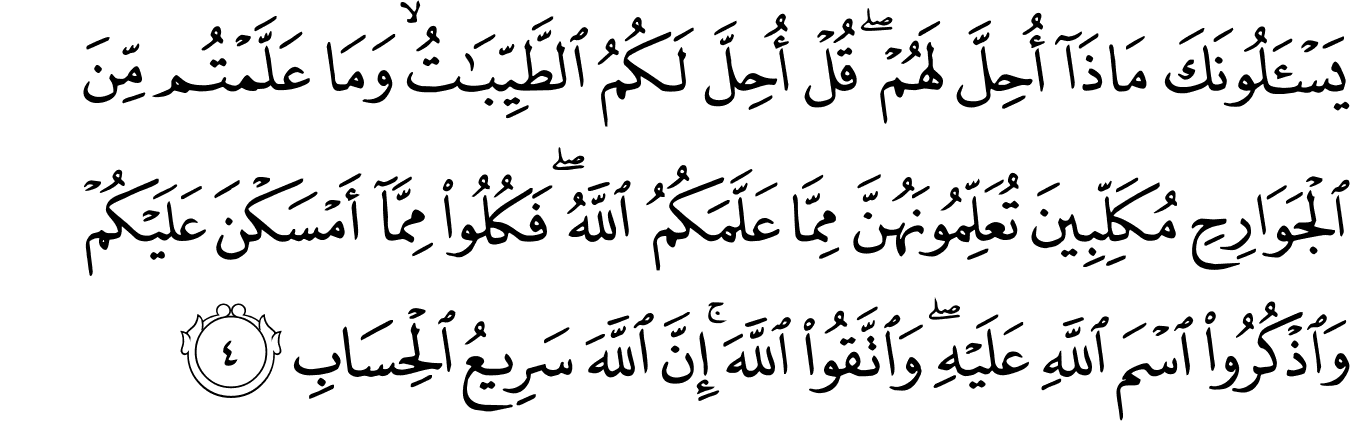 يَسْـَٔلُونَكَ مَاذَآ أُحِلَّ لَهُمْ ۖ قُلْ أُحِلَّ لَكُمُ ٱلطَّيِّبَـٰتُ ۙ وَمَا عَلَّمْتُم مِّنَ
ٱلْجَوَارِحِ مُكَلِّبِينَ تُعَلِّمُونَهُنَّ مِمَّا عَلَّمَكُمُ ٱللَّهُ ۖ فَكُلُوا۟ مِمَّآ أَمْسَكْنَ عَلَيْكُمْ
وَٱذْكُرُوا۟ ٱسْمَ ٱللَّهِ عَلَيْهِ ۖ وَٱتَّقُوا۟ ٱللَّهَ ۚ إِنَّ ٱللَّهَ سَرِيعُ ٱلْحِسَابِ ٤